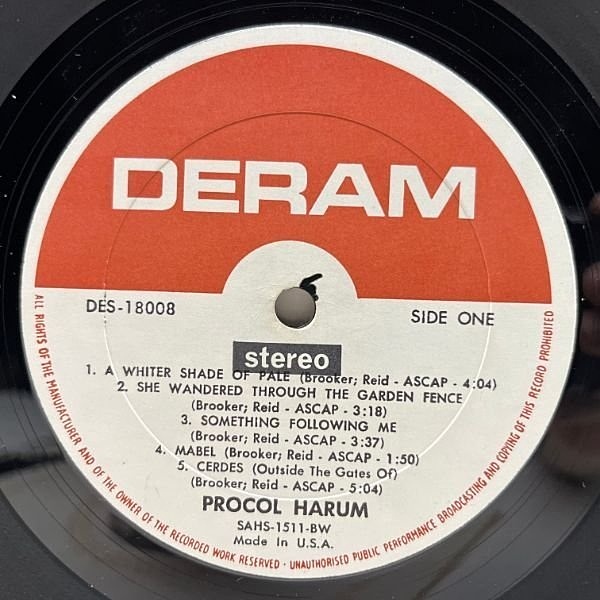 DERAM
DES-18008
SIDE ONE
stereo
1. A WHITER SHADE OF PALE (Brooker; Reid - ASCAP - 4:04)
2. SHE WANDERED THROUGH THE GARDEN FENCE
(Brooker; Reid - ASCAP - 3:18)
3. SOMETHING FOLLOWING ME
(Brooker; Reid - ASCAP - 3:37)
4. MABEL (Brooker; Reid - ASCAP - 1:50)
5. CERDES (Outside The Gates Of)
(Brooker; Reid - ASCAP - 5:04)
PROCOL HARUM
SAHS-1511-BW
Made In U.S.A.
ALL RIGHTS OF THE MANUFACTURER AND OF THE OWNER OF THE RECORDED WORK RESERVED · UNAUTHORISED PUBLIC PERFORMANCE BROADCASTING AND COPYING OF THIS RECORD PROHIBITED